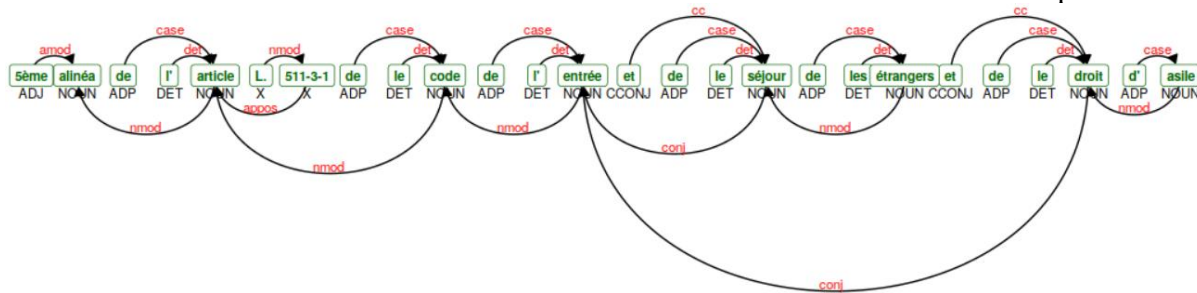 cc cc
case case case case case case case
amod det nmod det det det det det case
5ème alinéa de l' article L. 511-3-1 de le code de l' entrée et de le séjour de les étrangers et de le droit d' asile
ADJ NOUN ADP DET NOUN X X ADP DET NOUN ADP DET NOUN CCONJ ADP DET NOUN ADP DET NOUN CCONJ ADP DET NOUN ADP NOUN
appos
nmod nmod nmod nmod
conj
nmod
conj